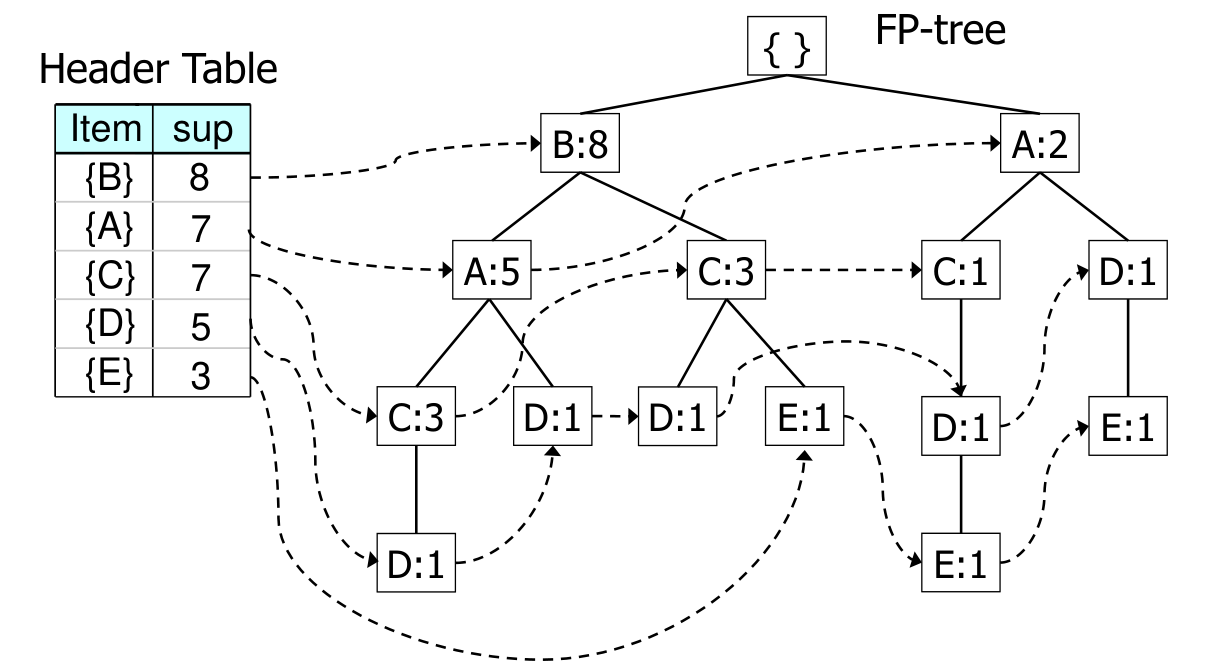 FP-tree
{ }
Header Table
Item sup
{B} 8
{A} 7
{C} 7
{D} 5
{E} 3
B:8 A:2
A:5 C:3 C:1 D:1
C:3 D:1 D:1 E:1 D:1 E:1
D:1 E:1